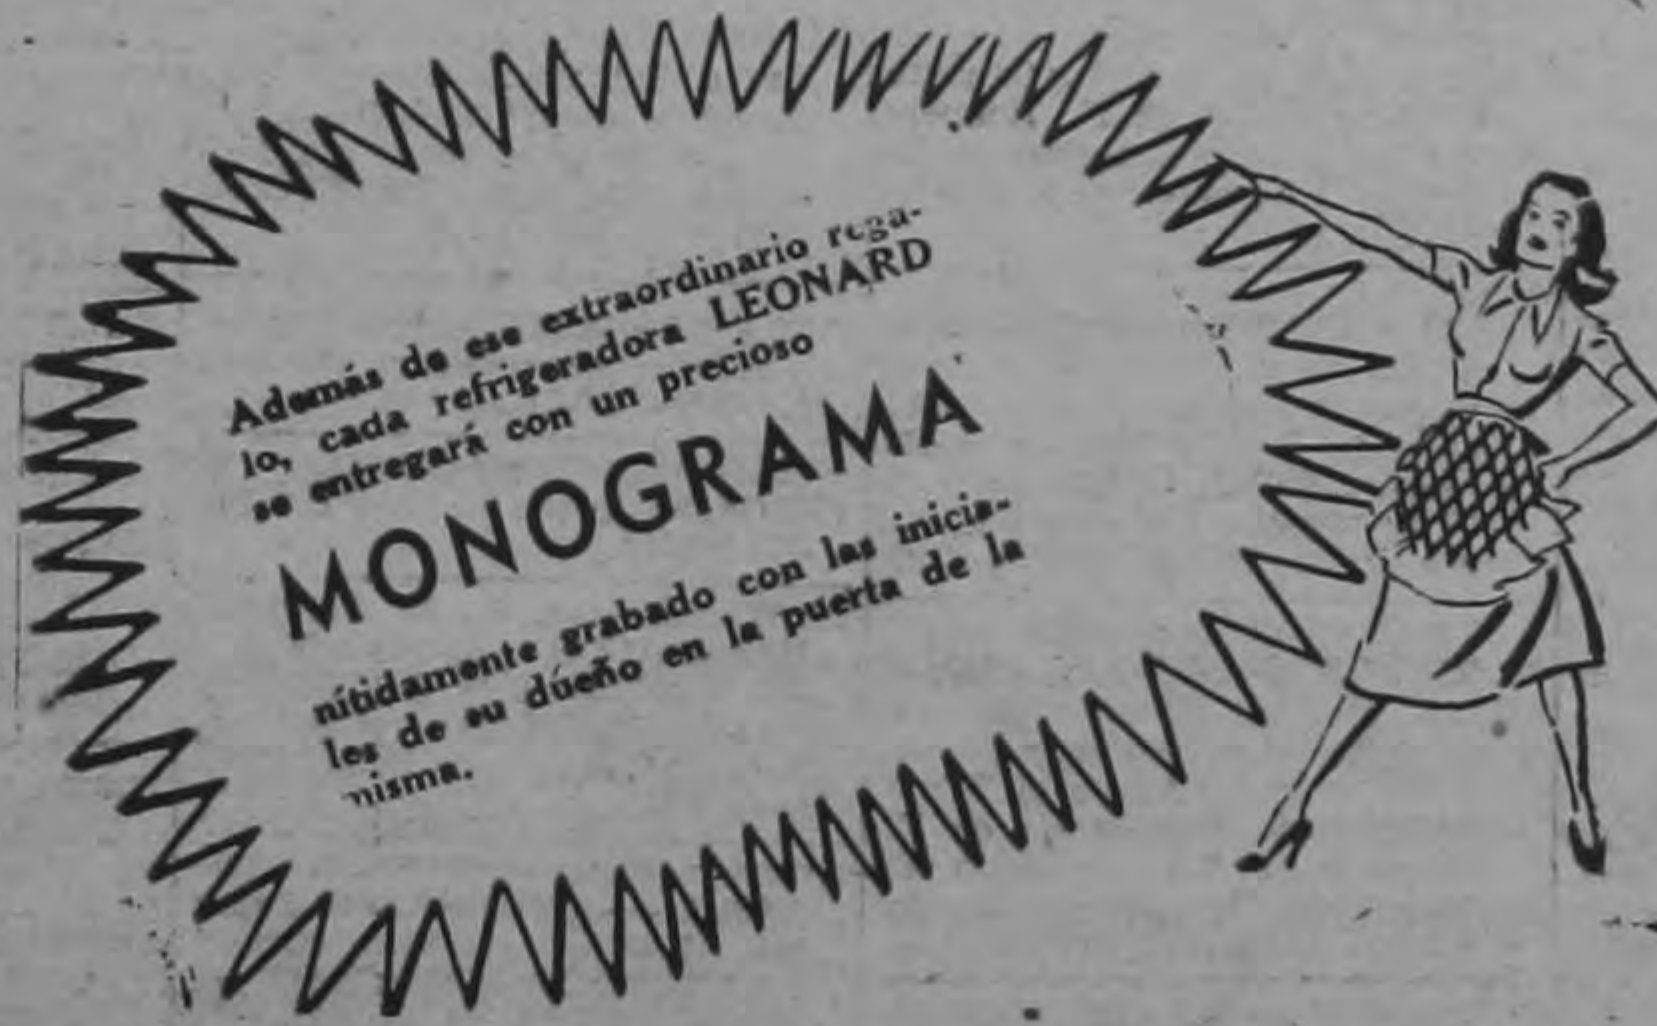 Además de ese extraordinario rega-
lo, cada refrigeradora LEONARD
se entregará con un precioso
MONOGRAMA
nítidamente grabado con las inicia-
les de su dúeño en la puerta de la
misma.